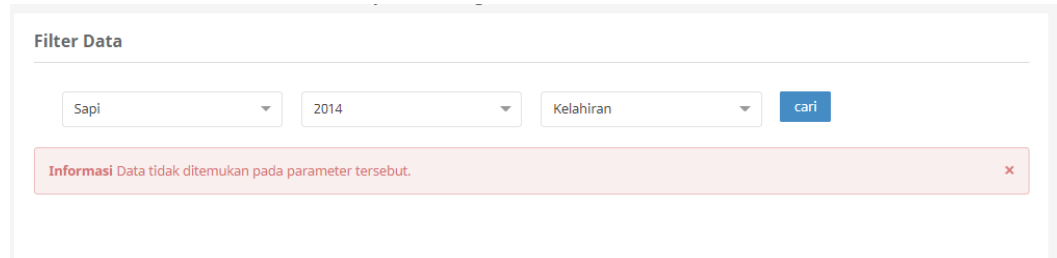 Filter Data
Sapi 2014 Kelahiran cari
Informasi Data tidak ditemukan pada parameter tersebut. ×